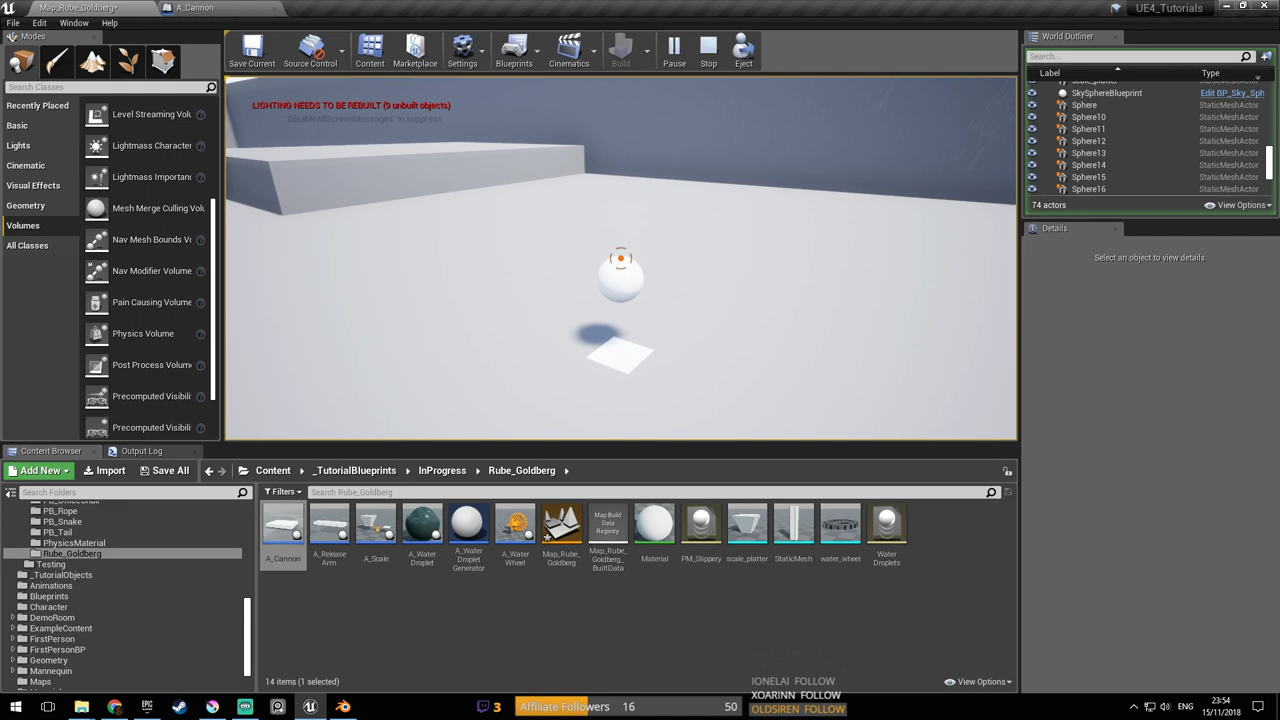 Map_Rube_Goldberg*
A_Cannon
UE4_Tutorials
File Edit Window Help
Modes
Search Classes
Recently Placed
Basic
Lights
Cinematic
Visual Effects
Geometry
Volumes
All Classes
Level Streaming Volu
Lightmass Character
Lightmass Importanc
Mesh Merge Culling Volu
Nav Mesh Bounds Vo
Nav Modifier Volume
Pain Causing Volume
Physics Volume
Post Process Volume
Precomputed Visibili
Precomputed Visibili
Save Current
Source Control
Content
Marketplace
Settings
Blueprints
Cinematics
Build
Pause
Stop
Eject
LIGHTING NEEDS TO BE REBUILT (9 unbuilt objects)
'DisableAllScreenMessages' to suppress
World Outliner
Search...
Label Type
scale_platter StaticMeshActor
SkySphereBlueprint Edit BP_Sky_Sph
Sphere StaticMeshActor
Sphere10 StaticMeshActor
Sphere11 StaticMeshActor
Sphere12 StaticMeshActor
Sphere13 StaticMeshActor
Sphere14 StaticMeshActor
Sphere15 StaticMeshActor
Sphere16 StaticMeshActor
74 actors View Options
Details
Select an object to view details.
Content Browser
Output Log
Add New Import Save All
Content _TutorialBlueprints InProgress Rube_Goldberg
Search Folders
Filters Search Rube_Goldberg
PB_Rope
PB_Snake
PB_Tail
PhysicsMaterial
Rube_Goldberg
Testing
_TutorialObjects
Animations
Blueprints
Character
DemoRoom
ExampleContent
FirstPerson
FirstPersonBP
Geometry
Mannequin
Maps
A_Cannon
A_Release
Arm
A_Scale
A_Water
Droplet
A_Water
Droplet
Generator
A_Water
Wheel
Map_Rube_
Goldberg
Map Build
Data
Registry
Map_Rube_
Goldberg_
BuiltData
Material
PM_Slippery
scale_platter
StaticMesh
water_wheel
Water
Droplets
14 items (1 selected)
View Options
IONELAI FOLLOW
XOARINN FOLLOW
OLDSIREN FOLLOW
3
Affiliate Followers 16 50
23:54
15/11/2018